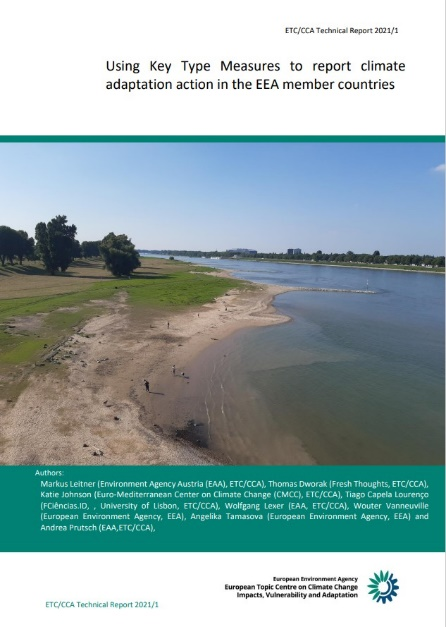 ETC/CCA Technical Report 2021/1
Using Key Type Measures to report climate
adaptation action in the EEA member countries
Authors:
Markus Leitner (Environment Agency Austria (EAA), ETC/CCA), Thomas Dworak (Fresh Thoughts, ETC/CCA),
Katie Johnson (Euro-Mediterranean Center on Climate Change (CMCC), ETC/CCA), Tiago Capela Lourenço
(FCiências.ID, , University of Lisbon, ETC/CCA), Wolfgang Lexer (EAA, ETC/CCA), Wouter Vanneuville
(European Environment Agency, EEA), Angelika Tamasova (European Environment Agency, EEA) and
Andrea Prutsch (EAA,ETC/CCA),
European Environment Agency
European Topic Centre on Climate Change
Impacts, Vulnerability and Adaptation
ETC/CCA Technical Report 2021/1